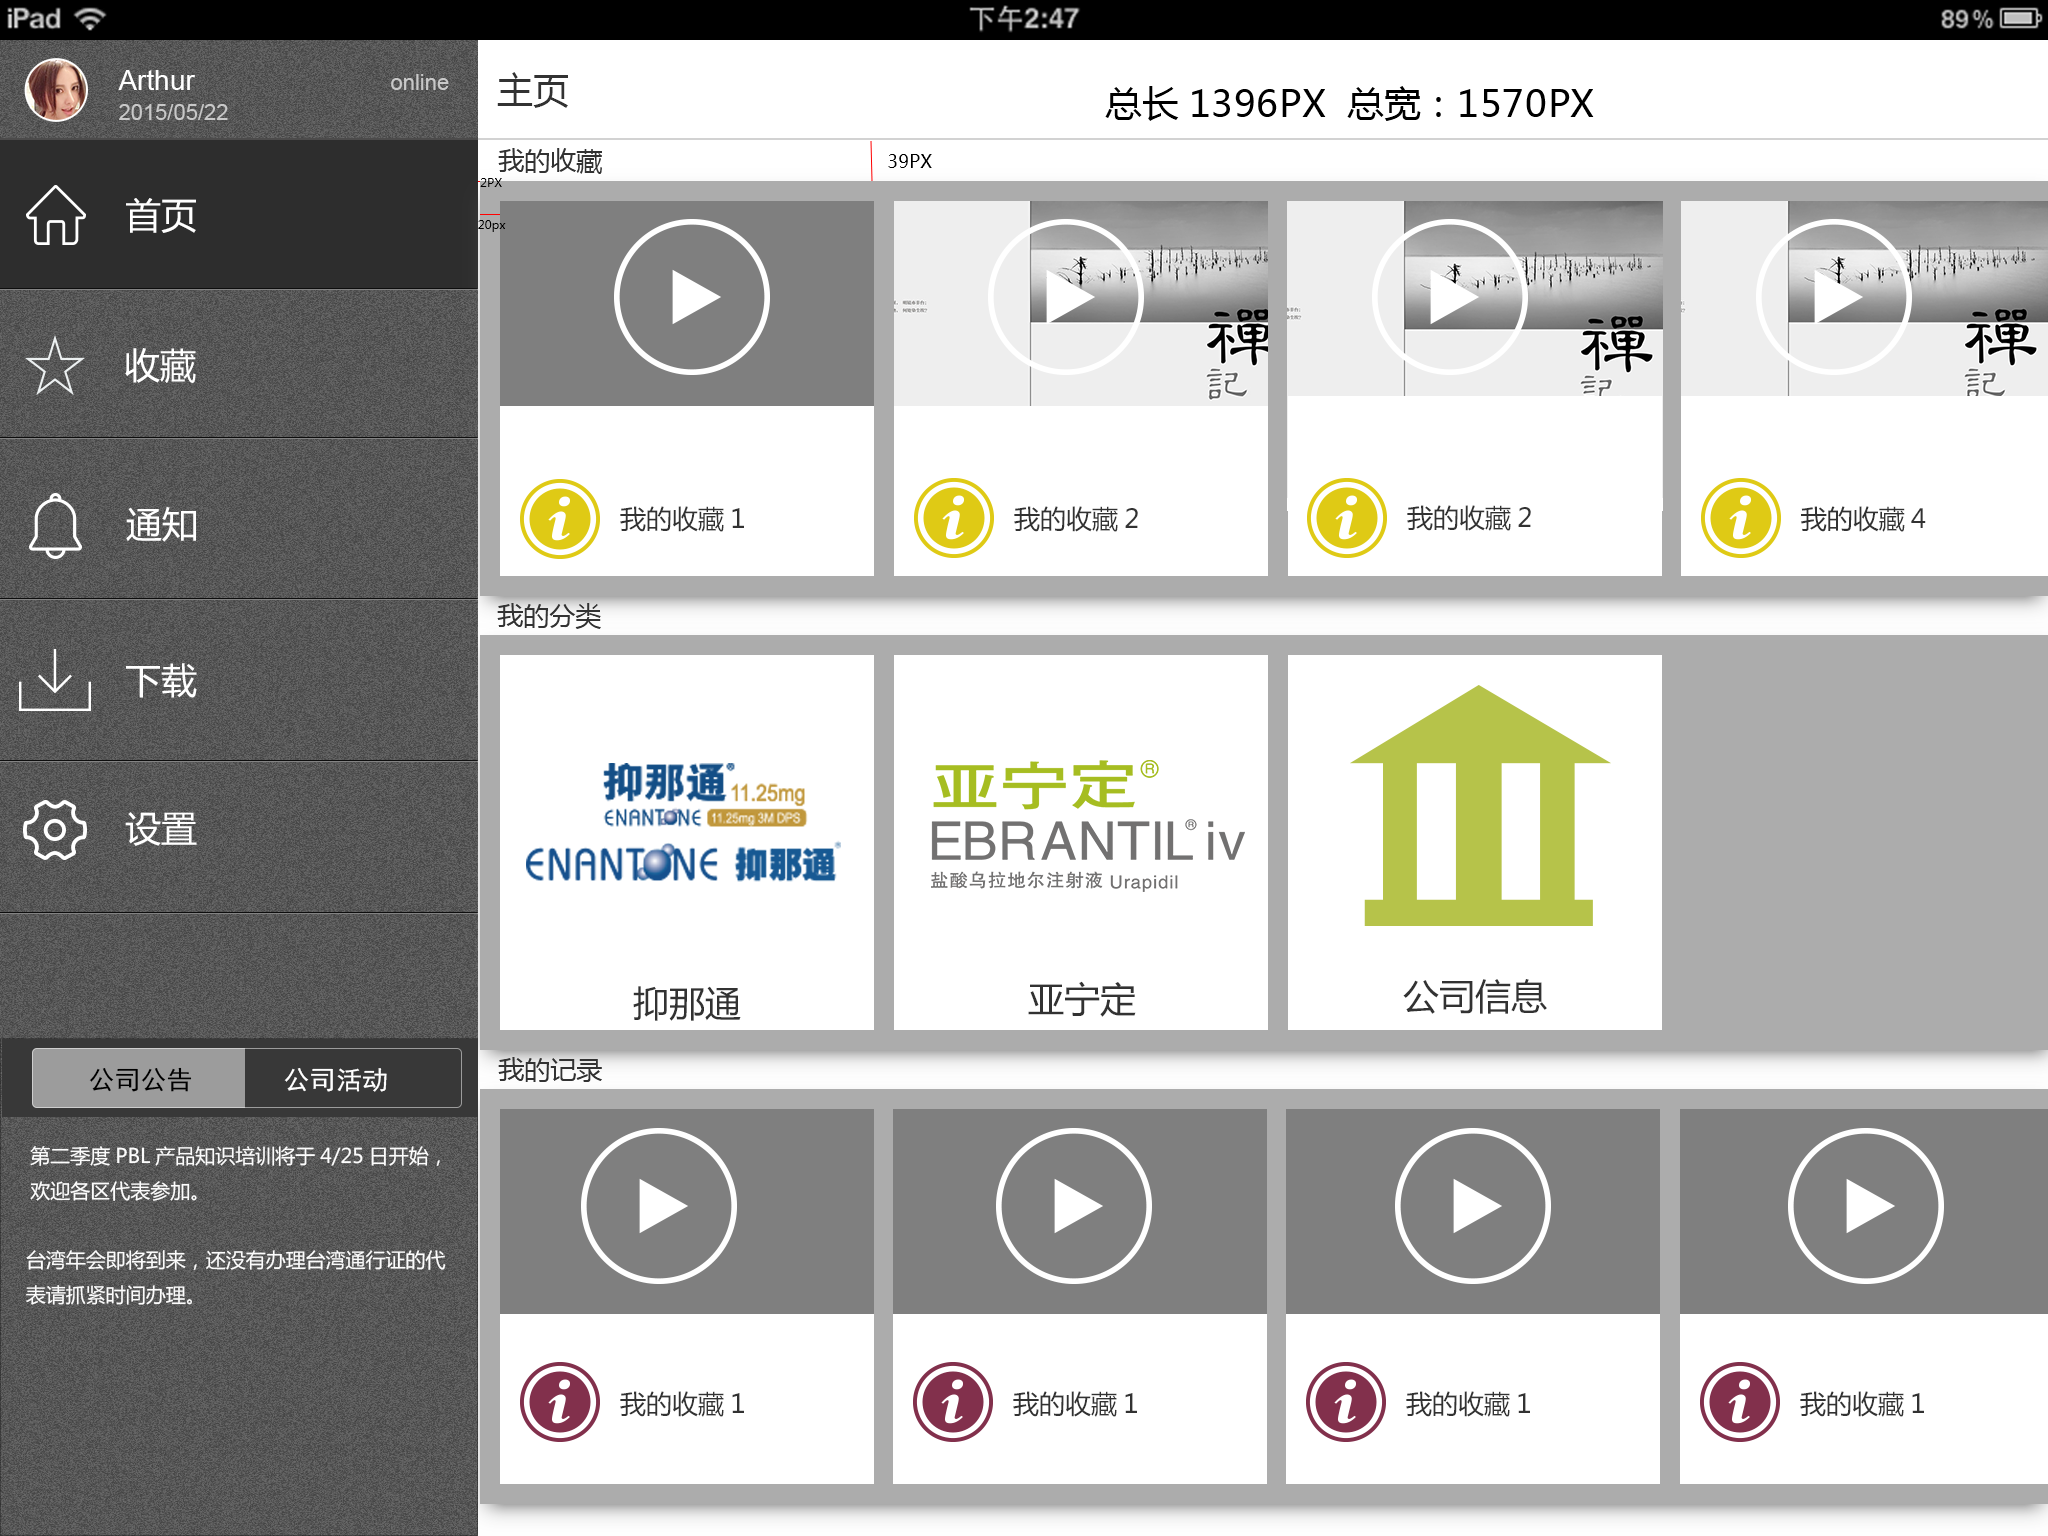 iPad
下午2:47
89%
Arthur
online
2015/05/22
首页
收藏
通知
下载
设置
公司公告
公司活动
第二季度 PBL 产品知识培训将于 4/25 日开始，
欢迎各区代表参加。
台湾年会即将到来，还没有办理台湾通行证的代
表请抓紧时间办理。
主页
总长 1396PX 总宽：1570PX
我的收藏
39PX
2PX
20px
禪
記
禪
記
禪
記
我的收藏 1
我的收藏 2
我的收藏 2
我的收藏 4
我的分类
抑那通® 11.25mg
ENANTONE 11.25mg 3M DPS
ENANTONE 抑那通®
抑那通
亚宁定®
EBRANTIL® iv
盐酸乌拉地尔注射液 Urapidil
亚宁定
公司信息
我的记录
我的收藏 1
我的收藏 1
我的收藏 1
我的收藏 1